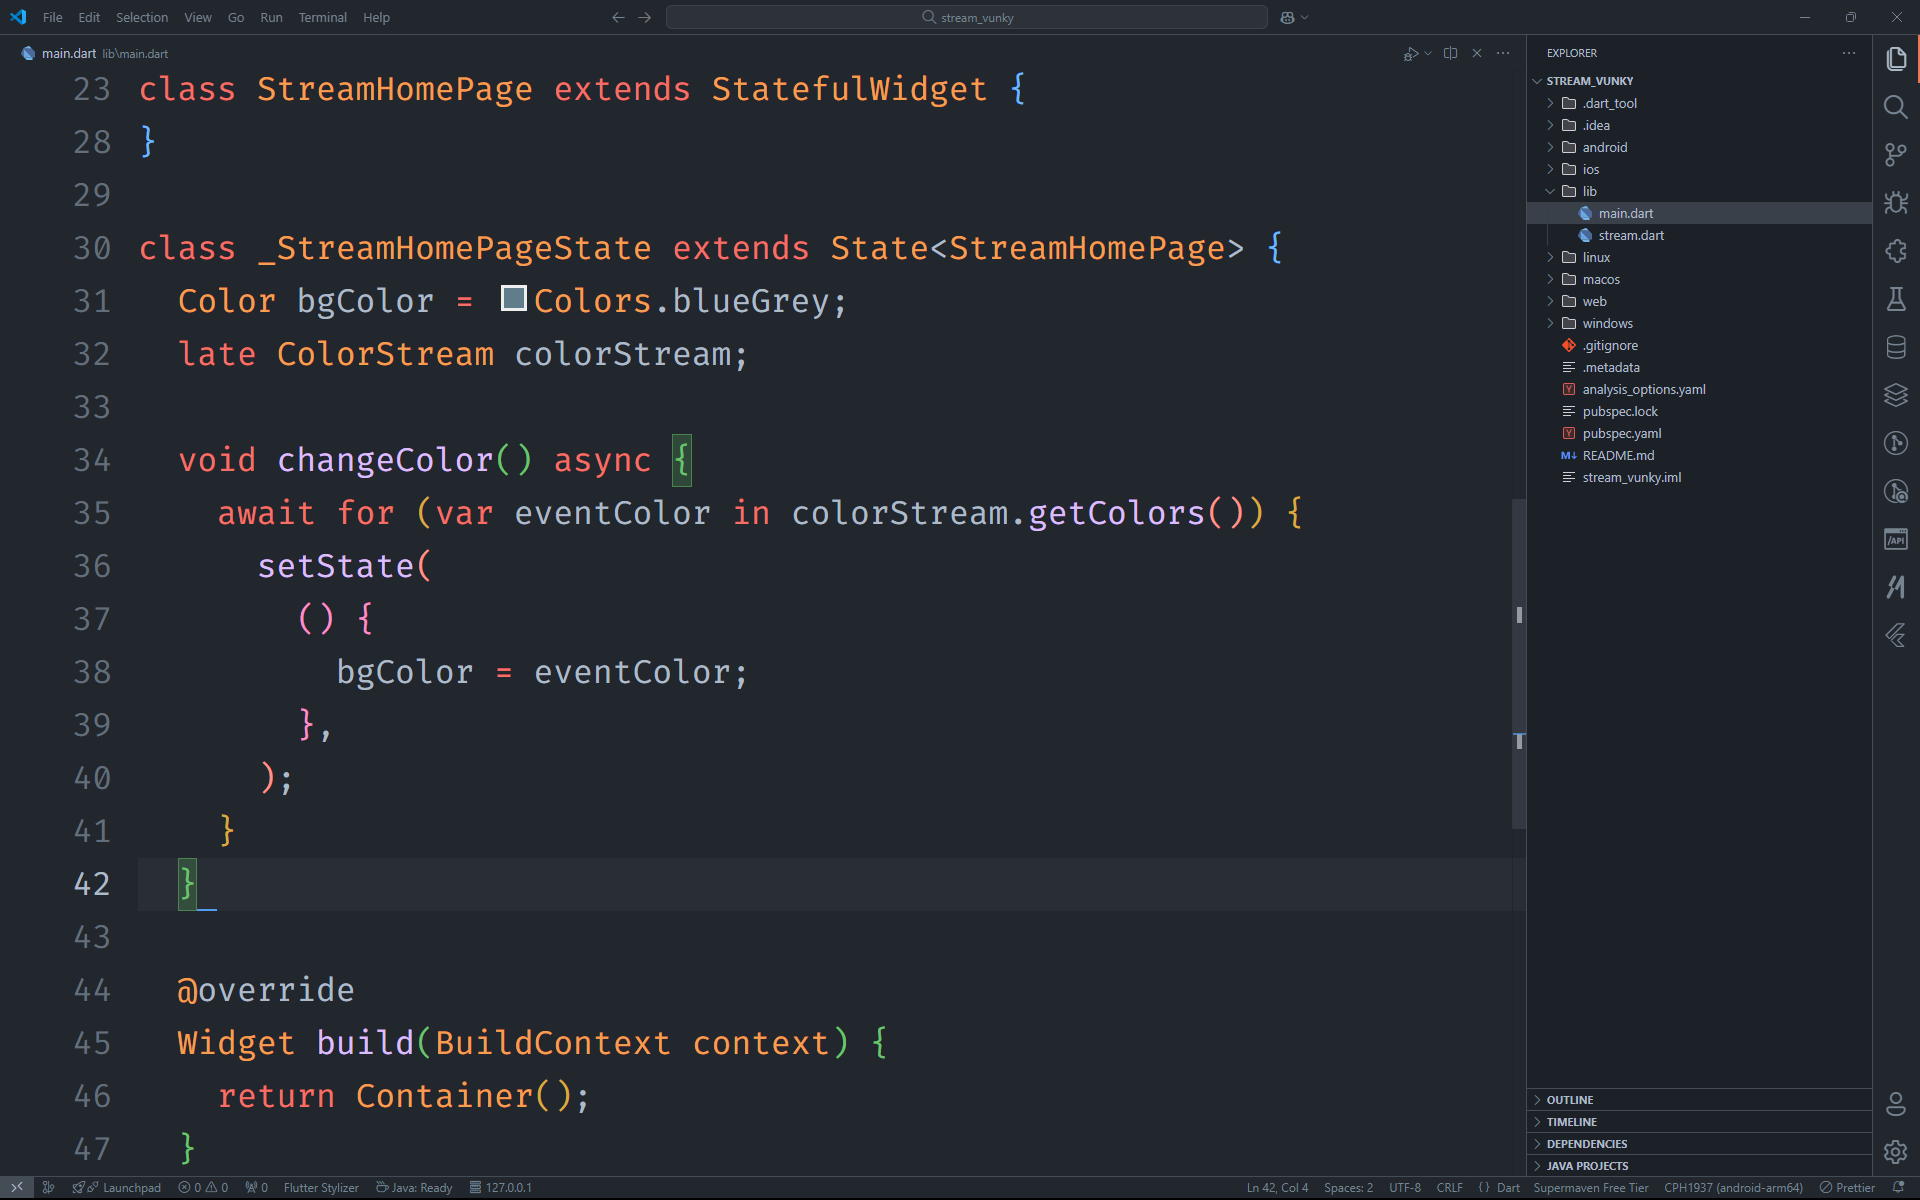 File Edit Selection View Go Run Terminal Help
stream_vunky
main.dart lib\main.dart
23 class StreamHomePage extends StatefulWidget {
28 }
29
30 class _StreamHomePageState extends State<StreamHomePage> {
31 Color bgColor = Colors.blueGrey;
32 late ColorStream colorStream;
33
34 void changeColor() async {
35 await for (var eventColor in colorStream.getColors()) {
36 setState(
37 () {
38 bgColor = eventColor;
39 },
40 );
41 }
42 }
43
44 @override
45 Widget build(BuildContext context) {
46 return Container();
47 }
EXPLORER
STREAM_VUNKY
.dart_tool
.idea
android
ios
lib
main.dart
stream.dart
linux
macos
web
windows
.gitignore
.metadata
analysis_options.yaml
pubspec.lock
pubspec.yaml
README.md
stream_vunky.iml
OUTLINE
TIMELINE
DEPENDENCIES
JAVA PROJECTS
Launchpad 0 0 0 Flutter Stylizer Java: Ready 127.0.0.1
Ln 42, Col 4 Spaces: 2 UTF-8 CRLF { } Dart Supermaven Free Tier CPH1937 (android-arm64) Prettier